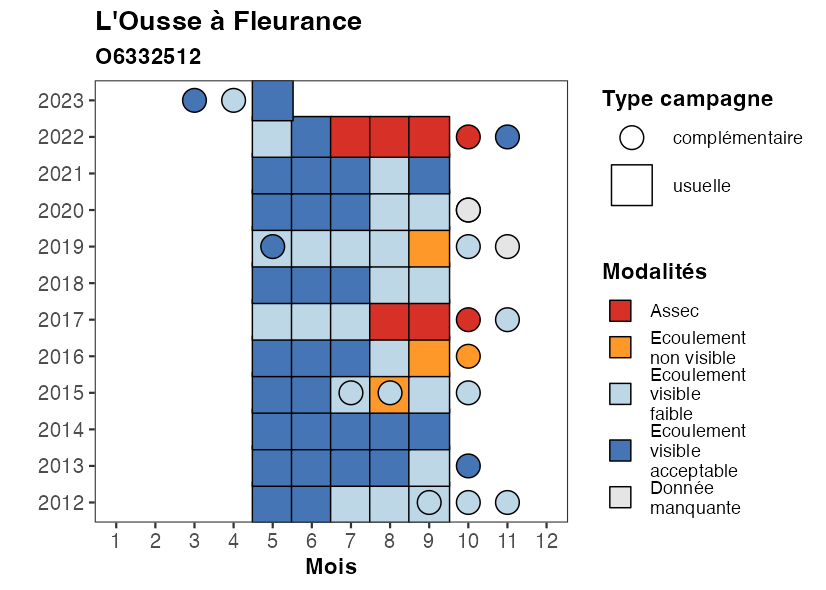 L'Ousse à Fleurance
O6332512
2023
2022
2021
2020
2019
2018
2017
2016
2015
2014
2013
2012
1 2 3 4 5 6 7 8 9 10 11 12
Mois
Type campagne
complémentaire
usuelle
Modalités
Assec
Ecoulement
non visible
Ecoulement
visible
faible
Ecoulement
visible
acceptable
Donnée
manquante